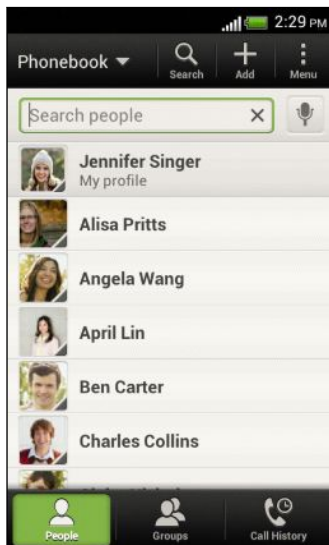 2:29 PM
Phonebook
Search
Add
Menu
Search people
Jennifer Singer
My profile
Alisa Pritts
Angela Wang
April Lin
Ben Carter
Charles Collins
People
Groups
Call History